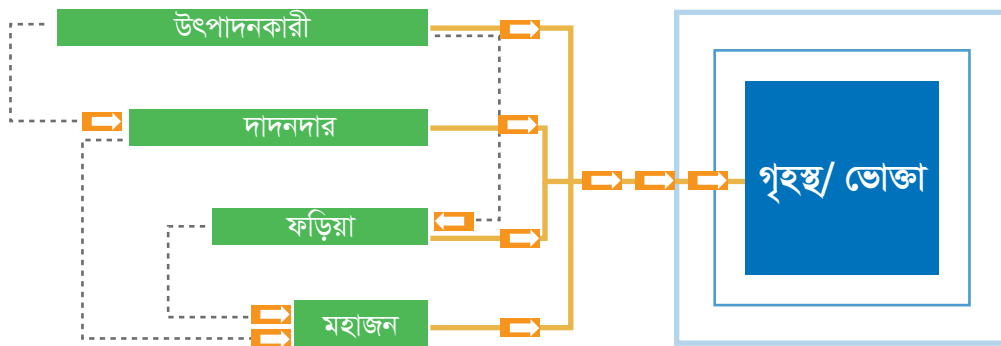 উৎপাদনকারী
দাদনদার
গৃহস্থ/ ভোক্তা
ফড়িয়া
মহাজন